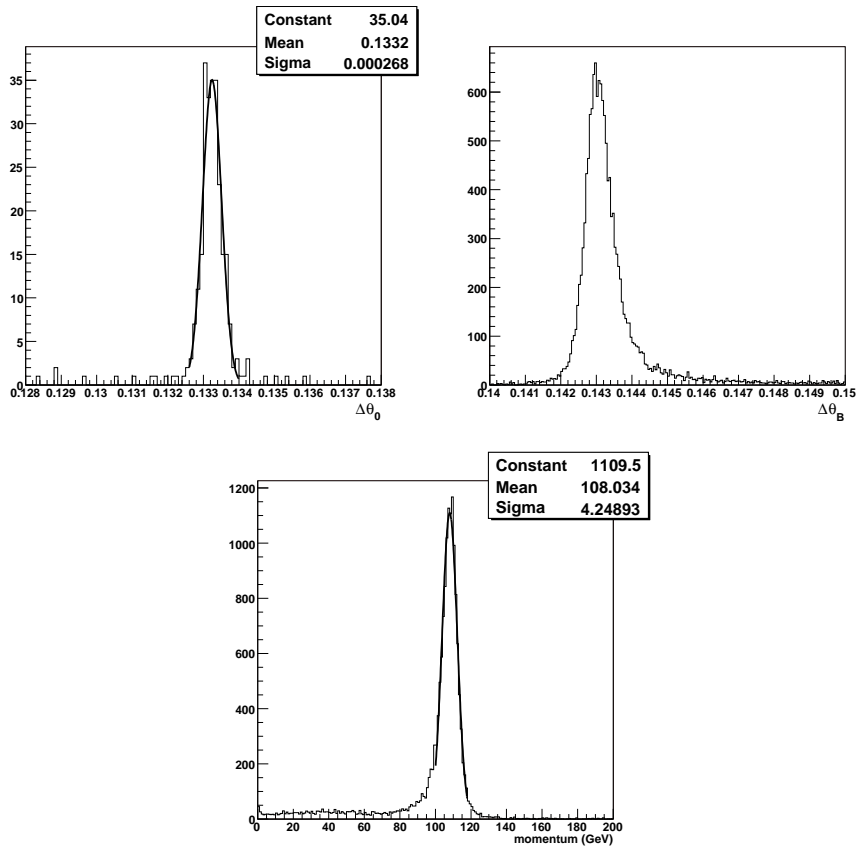 Constant 35.04
Mean 0.1332
Sigma 0.000268
35
30
25
20
15
10
5
0
0.128 0.129 0.13 0.131 0.132 0.133 0.134 0.135 0.136 0.137 0.138
Δθ0
600
500
400
300
200
100
0
0.14 0.141 0.142 0.143 0.144 0.145 0.146 0.147 0.148 0.149 0.15
ΔθB
Constant 1109.5
Mean 108.034
Sigma 4.24893
1200
1000
800
600
400
200
0
0 20 40 60 80 100 120 140 160 180 200
momentum (GeV)